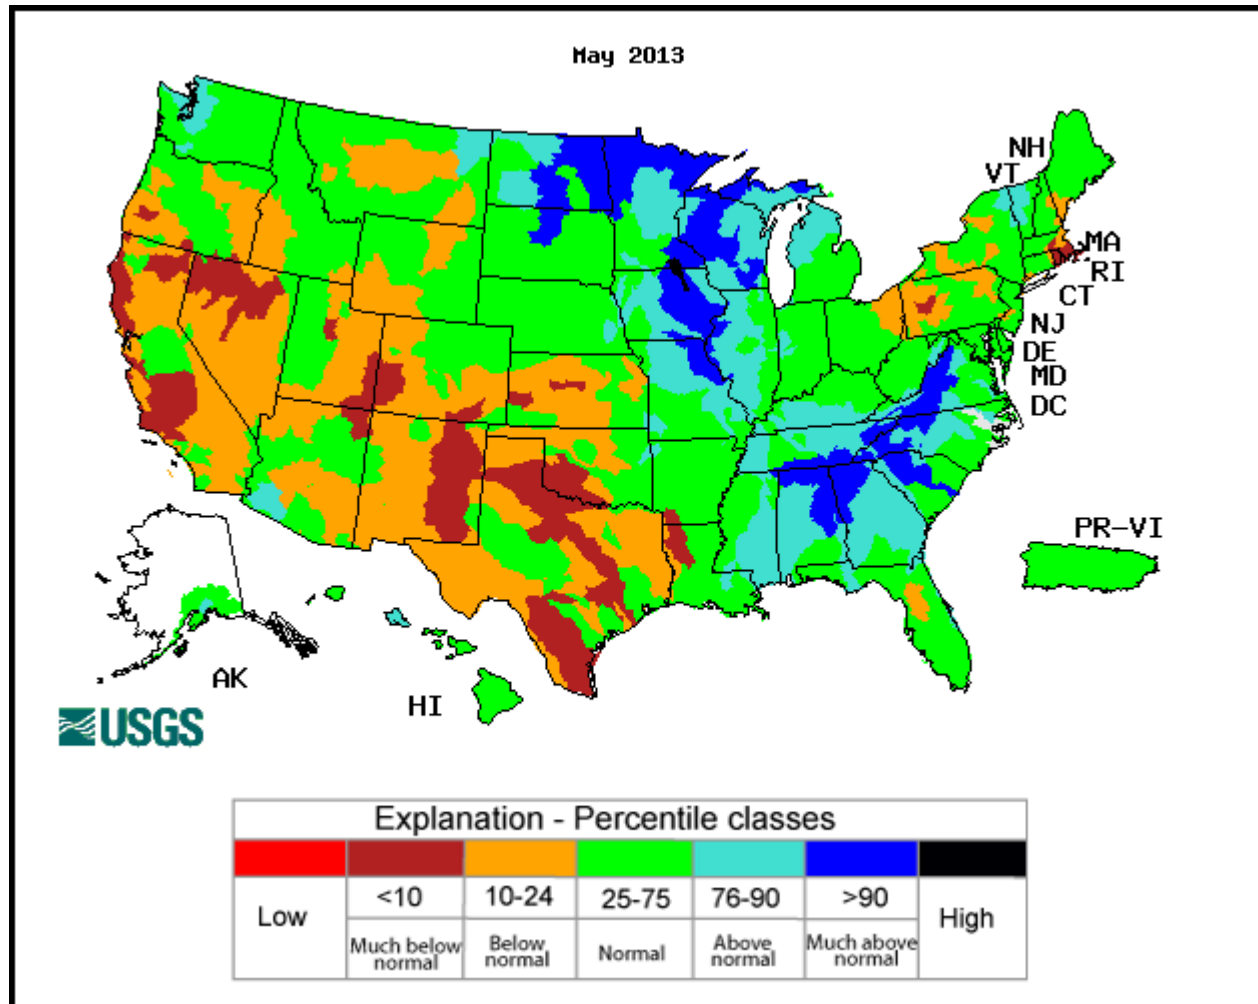 May 2013
NH
VT
MA
RI
CT
NJ
DE
MD
DC
PR-VI
AK
HI
USGS
Explanation - Percentile classes
Low <10 10-24 25-75 76-90 >90 High
Much below normal Below normal Normal Above normal Much above normal